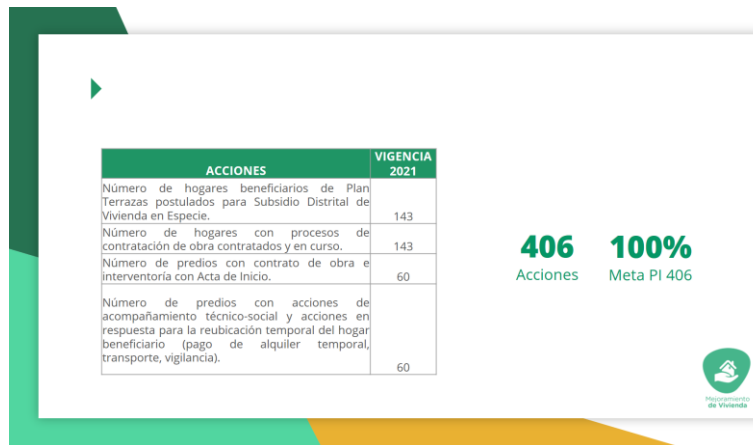 ACCIONES
VIGENCIA
2021
Número de hogares beneficiarios de Plan
Terrazas postulados para Subsidio Distrital de
Vivienda en Especie.
143
Número de hogares con procesos de
contratación de obra contratados y en curso.
143
Número de predios con contrato de obra e
interventoría con Acta de Inicio.
60
Número de predios con acciones de
acompañamiento técnico-social y acciones en
respuesta para la reubicación temporal del hogar
beneficiario (pago de alquiler temporal,
transporte, vigilancia).
60
406
Acciones
100%
Meta PI 406
Mejoramiento
de Vivienda